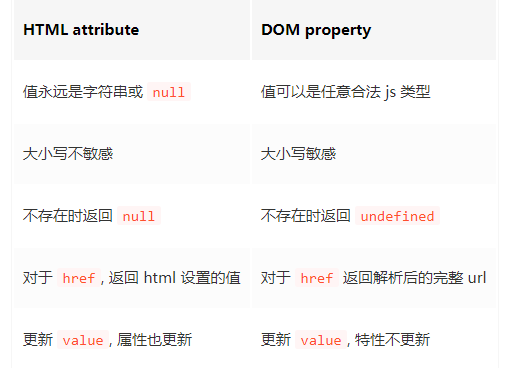 HTML attribute DOM property
值永远是字符串或 null 值可以是任意合法 js 类型
大小写不敏感 大小写敏感
不存在时返回 null 不存在时返回 undefined
对于 href , 返回 html 设置的值 对于 href 返回解析后的完整 url
更新 value , 属性也更新 更新 value , 特性不更新